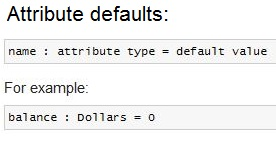 Attribute defaults:
name : attribute type = default value
For example:
balance : Dollars = 0